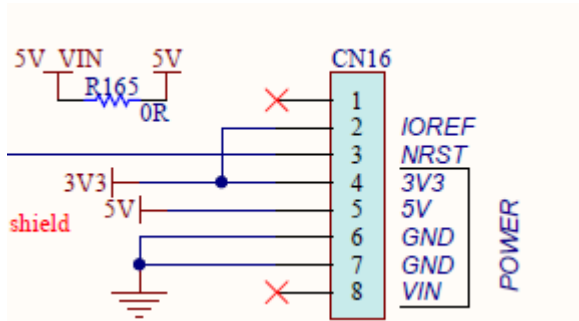 5V_VIN 5V CN16
R165
0R
1
2 IOREF
3 NRST
3V3 4 3V3
5V 5 5V
shield
6 GND
7 GND
8 VIN
POWER